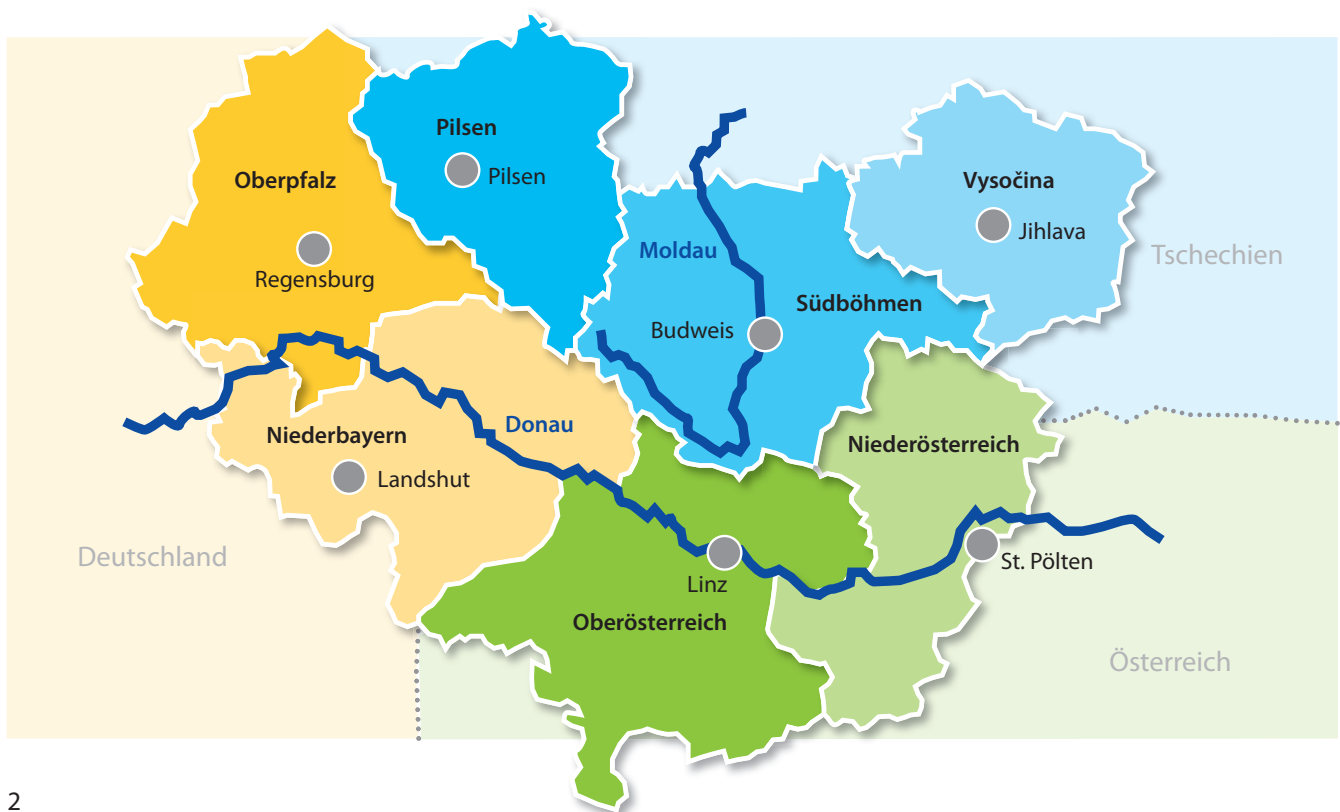 Pilsen
Pilsen
Oberpfalz
Vysočina
Jihlava
Regensburg
Moldau
Tschechien
Südböhmen
Budweis
Donau
Niederbayern
Landshut
Niederösterreich
Deutschland
Linz
St. Pölten
Oberösterreich
Österreich
2